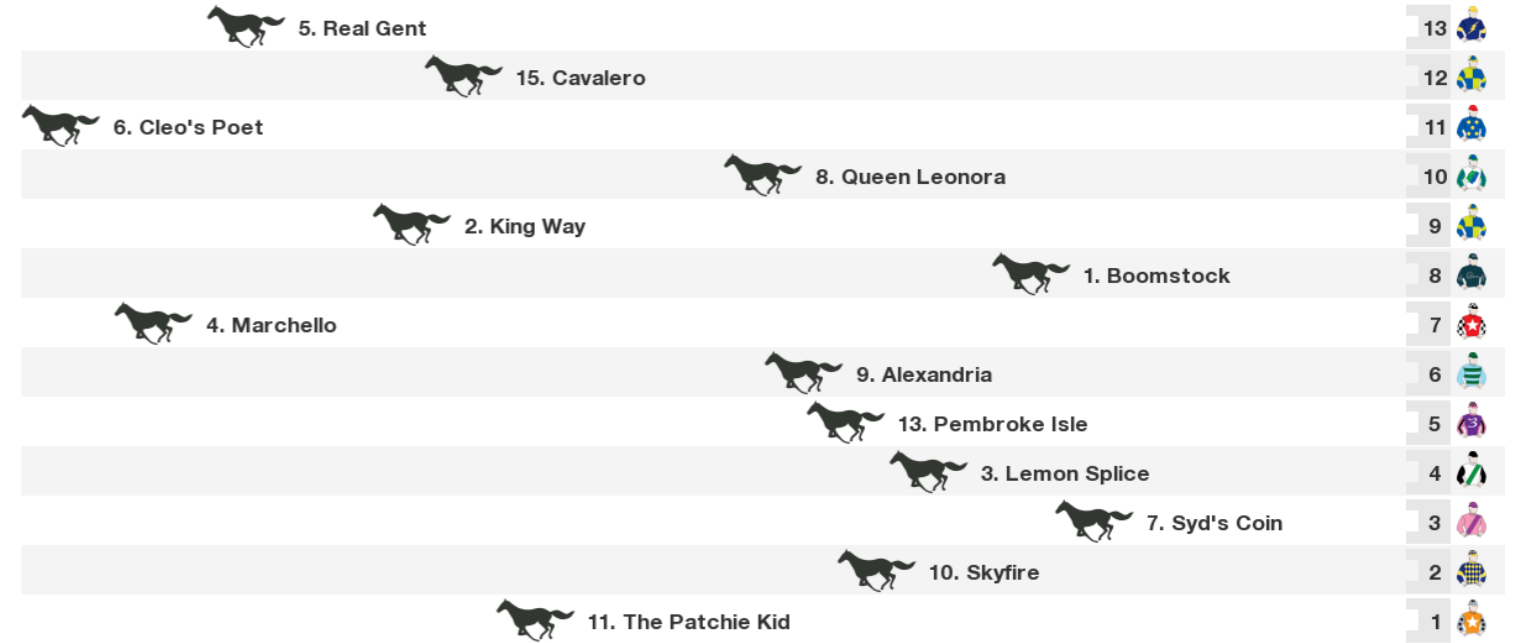 5. Real Gent 13
15. Cavalero 12
6. Cleo's Poet 11
8. Queen Leonora 10
2. King Way 9
1. Boomstock 8
4. Marchello 7
9. Alexandria 6
13. Pembroke Isle 5
3. Lemon Splice 4
7. Syd's Coin 3
10. Skyfire 2
11. The Patchie Kid 1